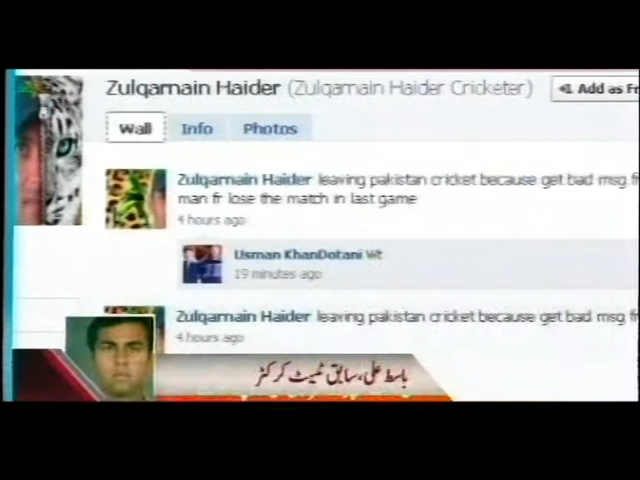 Zulqarnain Haider (Zulqarnain Haider Cricketer)
Add as Fr
Wall Info Photos
Zulqarnain Haider leaving pakistan cricket because get bad msg fr
man fr lose the match in last game
4 hours ago
Usman KhanDotani Wt
19 minutes ago
Zulqarnain Haider leaving pakistan cricket because get bad msg fr
4 hours ago
باسط علی، سابق ٹیسٹ کرکٹر